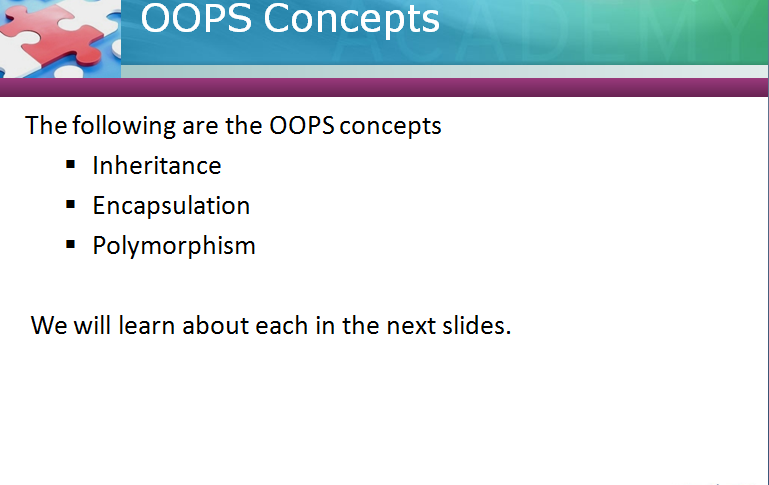 OOPS Concepts
ACADEMY
The following are the OOPS concepts
▪ Inheritance
▪ Encapsulation
▪ Polymorphism
We will learn about each in the next slides.